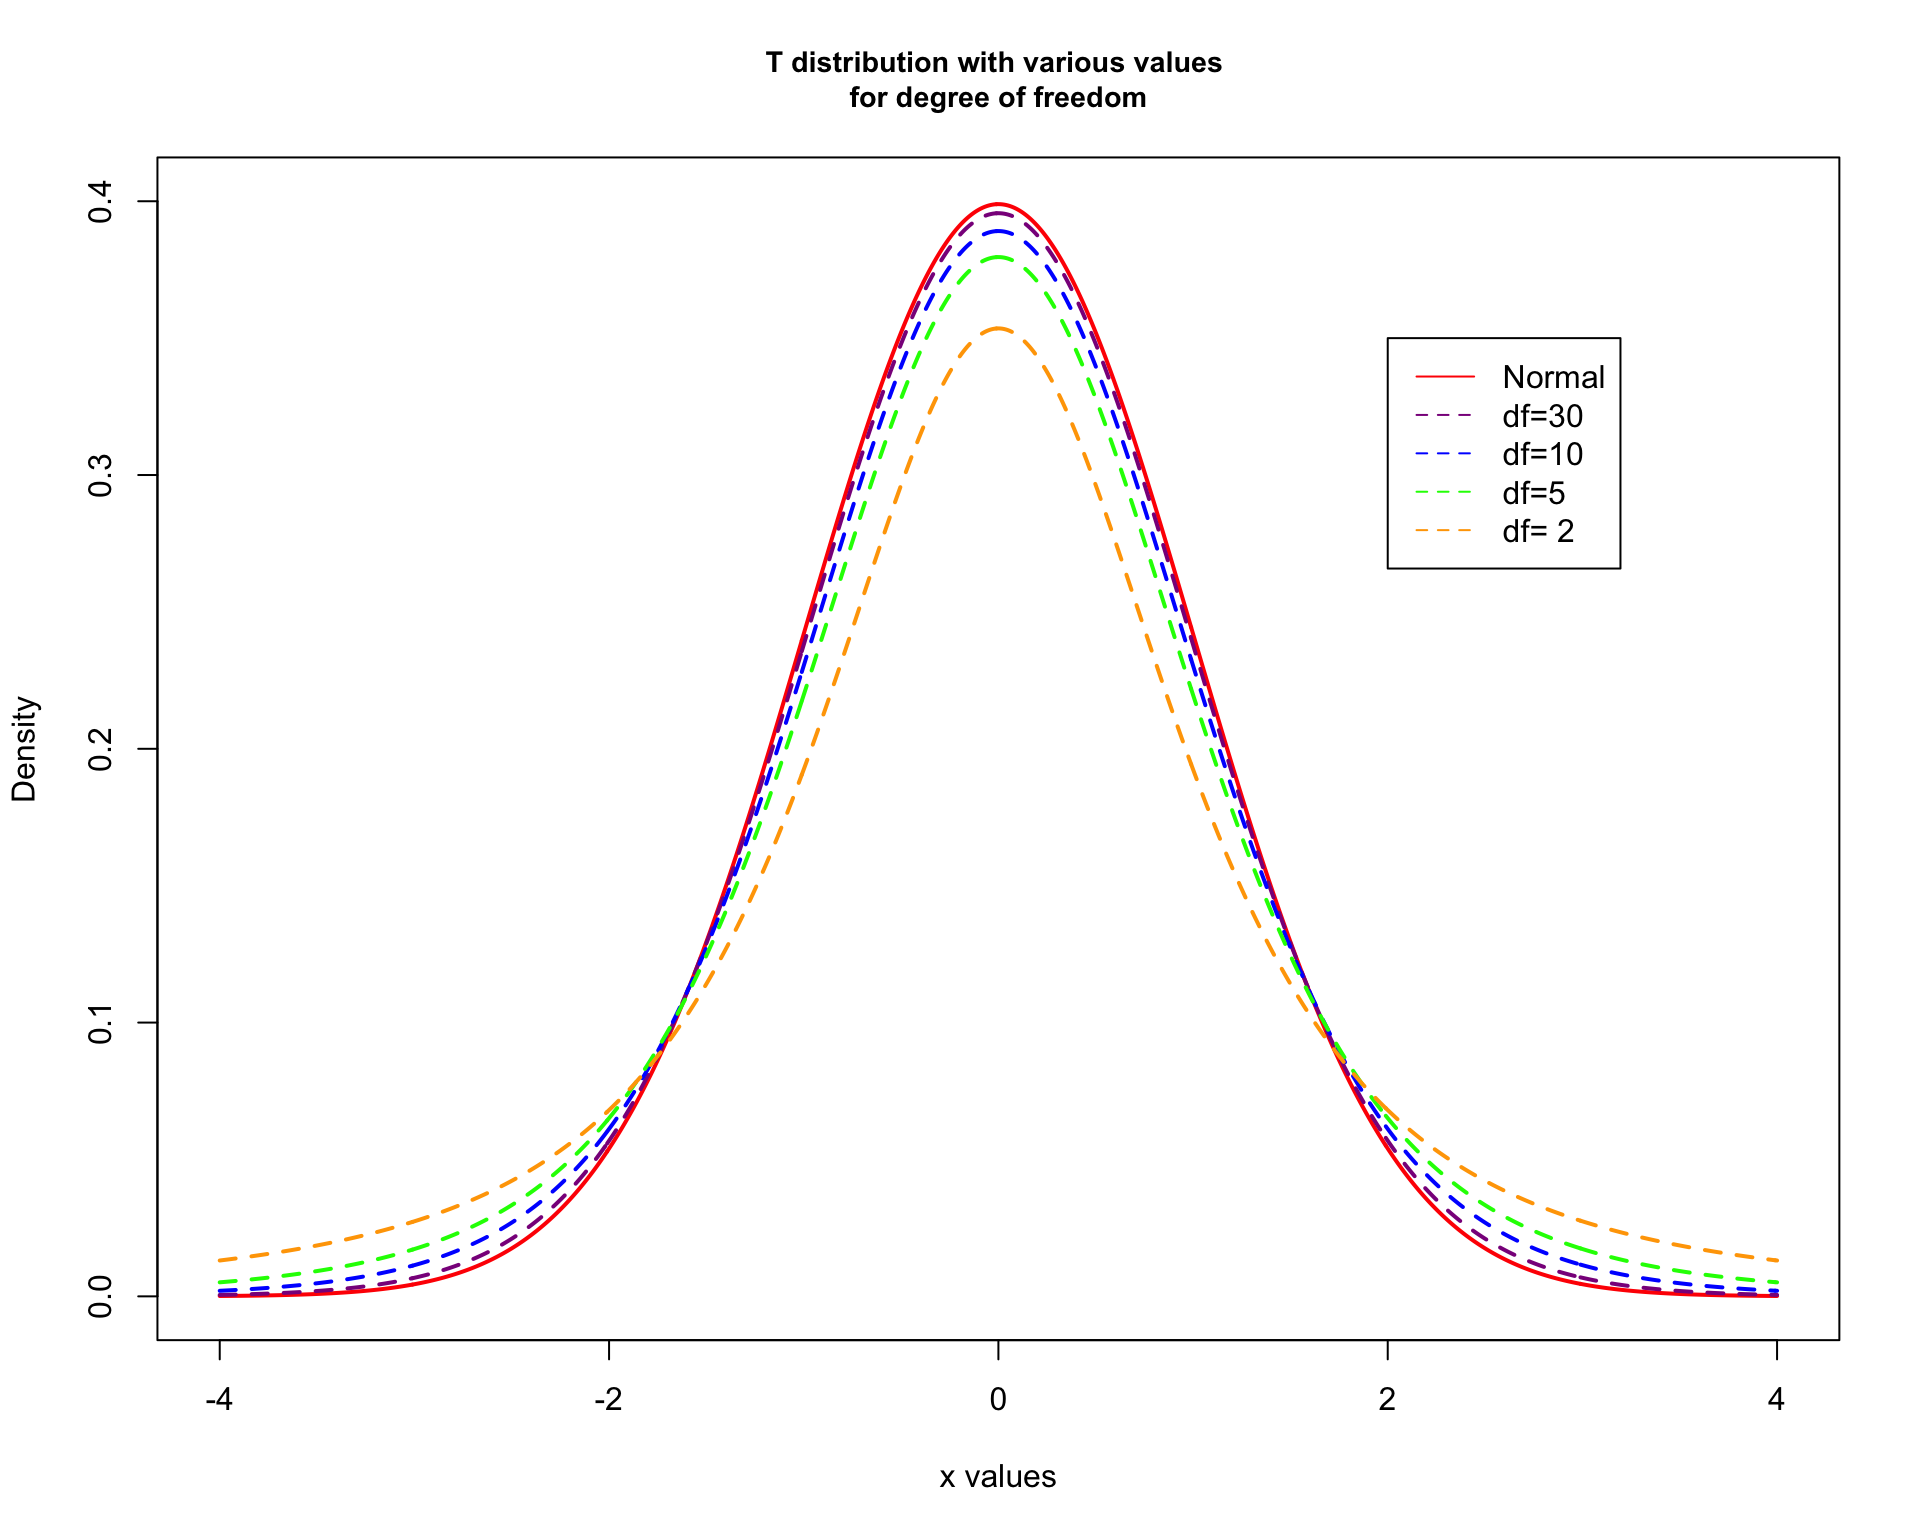 T distribution with various values
for degree of freedom
0.4
0.3
0.2
0.1
0.0
Density
Normal
df=30
df=10
df=5
df= 2
-4
-2
0
2
4
x values